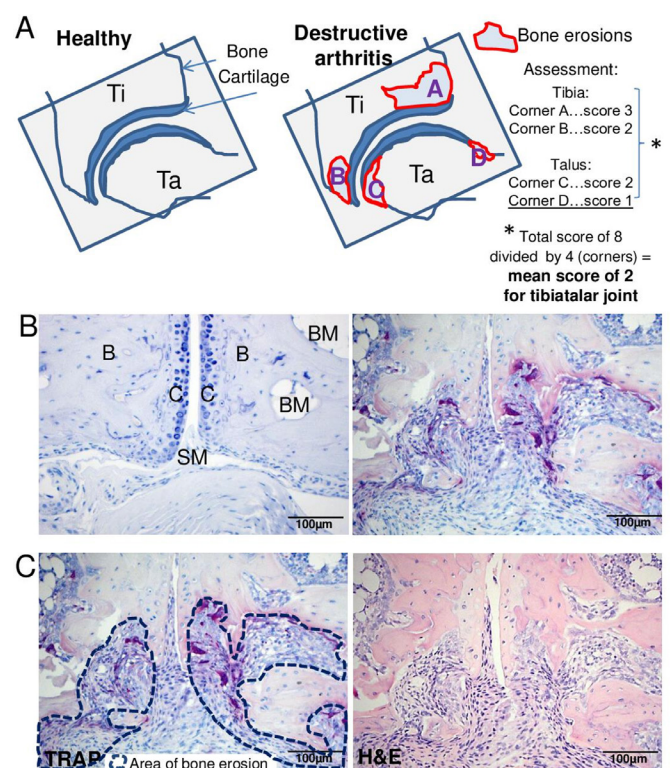 A
Healthy
Bone
Cartilage
Ti
Ta
Destructive
arthritis
Ti
A
B
C
D
Ta
Bone erosions
Assessment:
Tibia:
Corner A...score 3
Corner B...score 2
*
Talus:
Corner C...score 2
Corner D...score 1
* Total score of 8
divided by 4 (corners) =
mean score of 2
for tibiatalar joint
B
B
B
BM
C
C
BM
SM
100µm
100µm
C
TRAP
Area of bone erosion
100µm
H&E
100µm